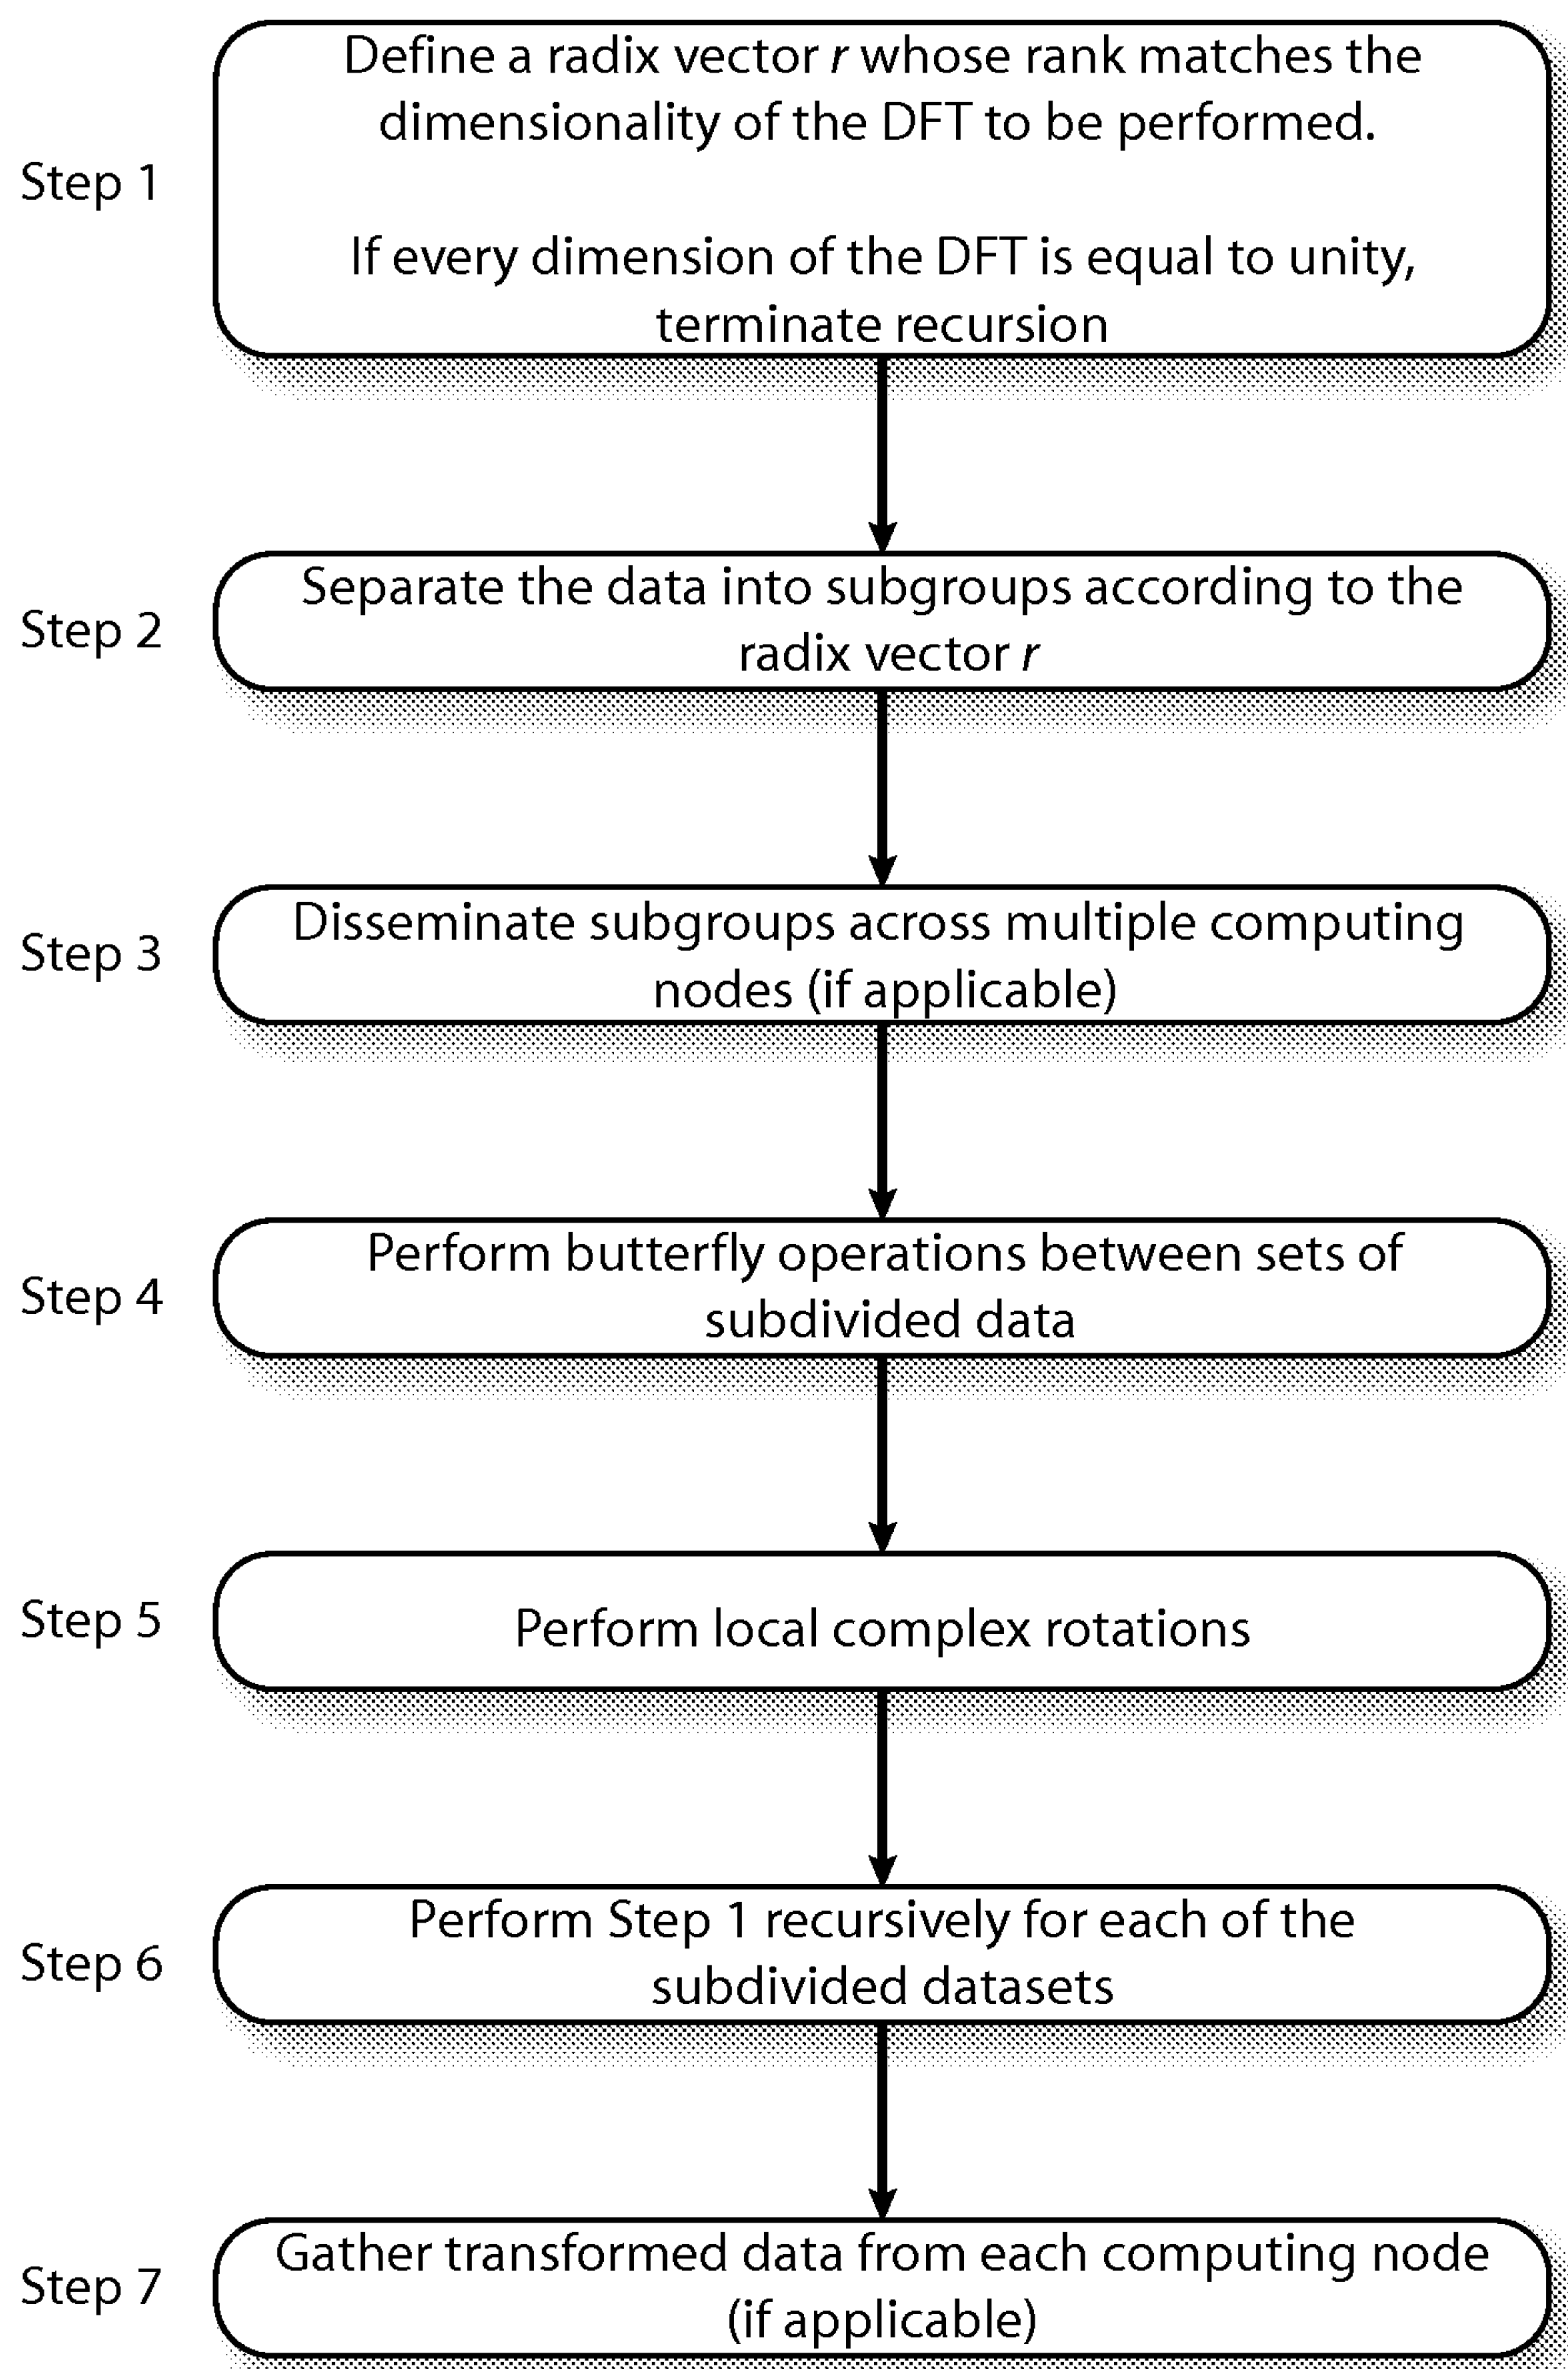 Step 1
Define a radix vector r whose rank matches the
dimensionality of the DFT to be performed.
If every dimension of the DFT is equal to unity,
terminate recursion
Step 2
Separate the data into subgroups according to the
radix vector r
Step 3
Disseminate subgroups across multiple computing
nodes (if applicable)
Step 4
Perform butterfly operations between sets of
subdivided data
Step 5
Perform local complex rotations
Step 6
Perform Step 1 recursively for each of the
subdivided datasets
Step 7
Gather transformed data from each computing node
(if applicable)